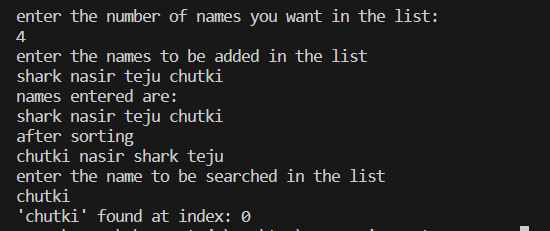 enter the number of names you want in the list:
4
enter the names to be added in the list
shark nasir teju chutki
names entered are:
shark nasir teju chutki
after sorting
chutki nasir shark teju
enter the name to be searched in the list
chutki
'chutki' found at index: 0